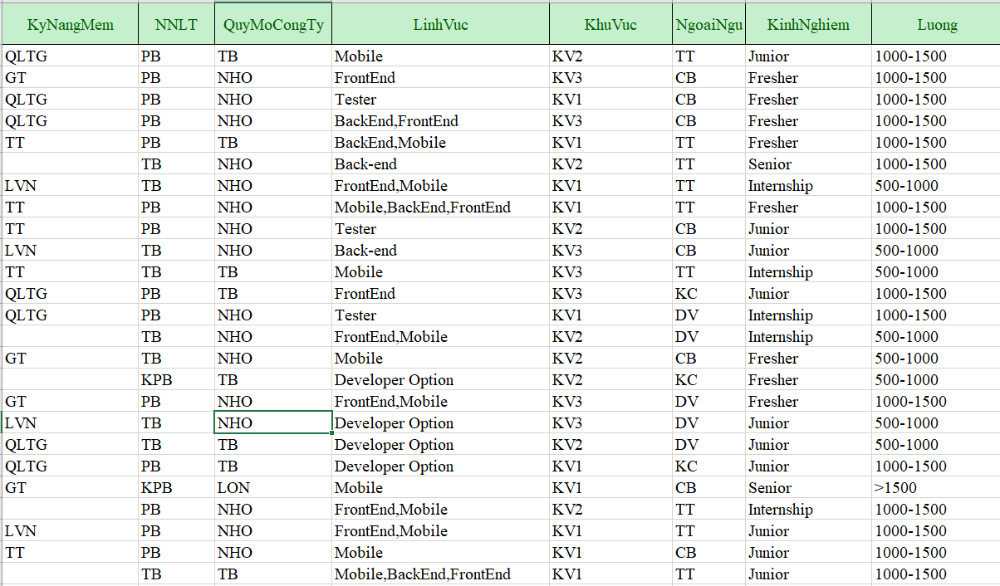 KyNangMem NNLT QuyMoCongTy LinhVuc KhuVuc NgoaiNgu KinhNghiem Luong
QLTG PB TB Mobile KV2 TT Junior 1000-1500
GT PB NHO FrontEnd KV3 CB Fresher 1000-1500
QLTG PB NHO Tester KV1 CB Fresher 1000-1500
QLTG PB NHO BackEnd,FrontEnd KV3 CB Fresher 1000-1500
TT PB TB BackEnd,Mobile KV1 TT Fresher 1000-1500
TB NHO Back-end KV2 TT Senior 1000-1500
LVN TB NHO FrontEnd,Mobile KV1 TT Internship 500-1000
TT PB NHO Mobile,BackEnd,FrontEnd KV1 TT Fresher 1000-1500
TT PB NHO Tester KV2 CB Junior 1000-1500
LVN TB NHO Back-end KV3 CB Junior 500-1000
TT TB TB Mobile KV3 TT Internship 500-1000
QLTG PB TB FrontEnd KV3 KC Junior 1000-1500
QLTG PB NHO Tester KV1 DV Internship 1000-1500
TB NHO FrontEnd,Mobile KV2 DV Internship 500-1000
GT TB NHO Mobile KV2 CB Fresher 500-1000
KPB TB Developer Option KV2 KC Fresher 500-1000
GT PB NHO FrontEnd,Mobile KV3 DV Fresher 1000-1500
LVN TB NHO Developer Option KV3 DV Junior 500-1000
QLTG TB TB Developer Option KV2 DV Junior 500-1000
QLTG PB TB Developer Option KV1 KC Junior 1000-1500
GT KPB LON Mobile KV1 CB Senior >1500
PB NHO FrontEnd,Mobile KV2 TT Internship 1000-1500
LVN PB NHO FrontEnd,Mobile KV1 TT Junior 1000-1500
TT PB NHO Mobile KV1 CB Junior 1000-1500
TB TB Mobile,BackEnd,FrontEnd KV1 TT Junior 1000-1500